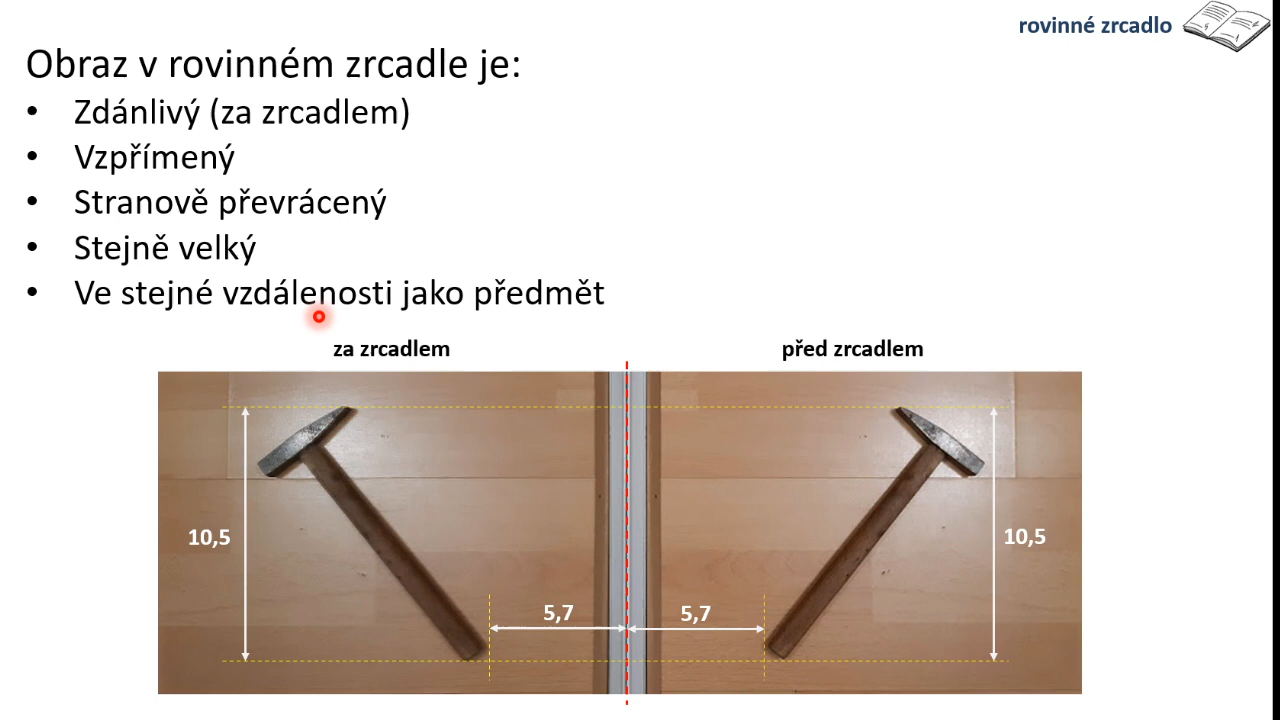 rovinné zrcadlo
Obraz v rovinném zrcadle je:
• Zdánlivý (za zrcadlem)
• Vzpřímený
• Stranově převrácený
• Stejně velký
• Ve stejné vzdálenosti jako předmět
za zrcadlem
před zrcadlem
10,5
10,5
5,7
5,7